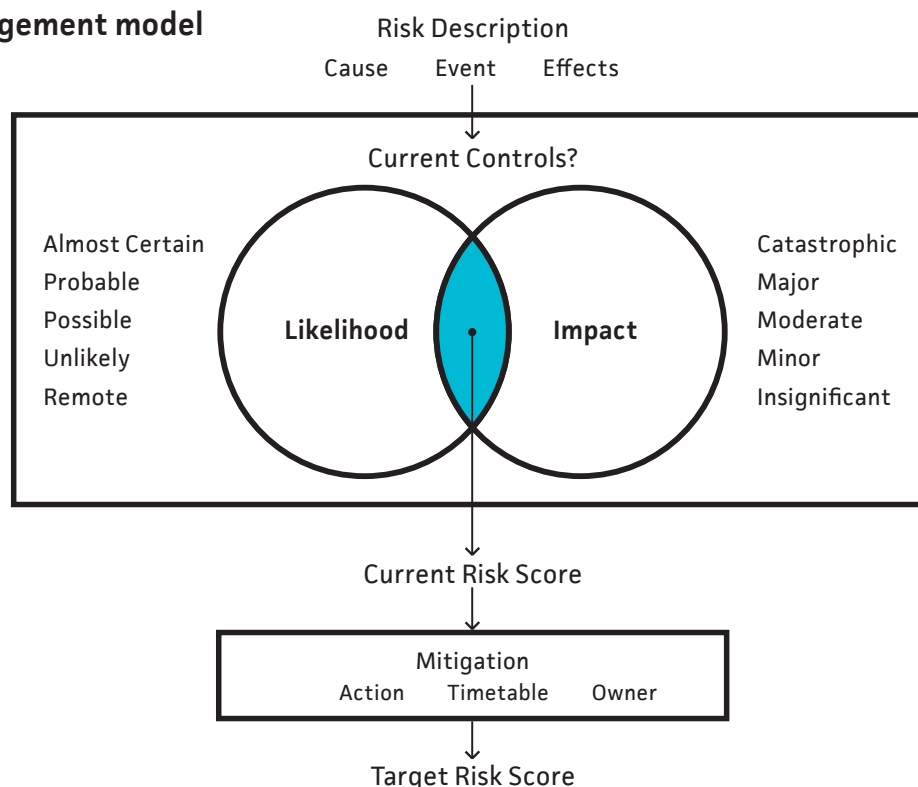 gement model
Risk Description
Cause Event Effects
Current Controls?
Almost Certain
Probable
Possible
Unlikely
Remote
Likelihood
Impact
Catastrophic
Major
Moderate
Minor
Insignificant
Current Risk Score
Mitigation
Action Timetable Owner
Target Risk Score